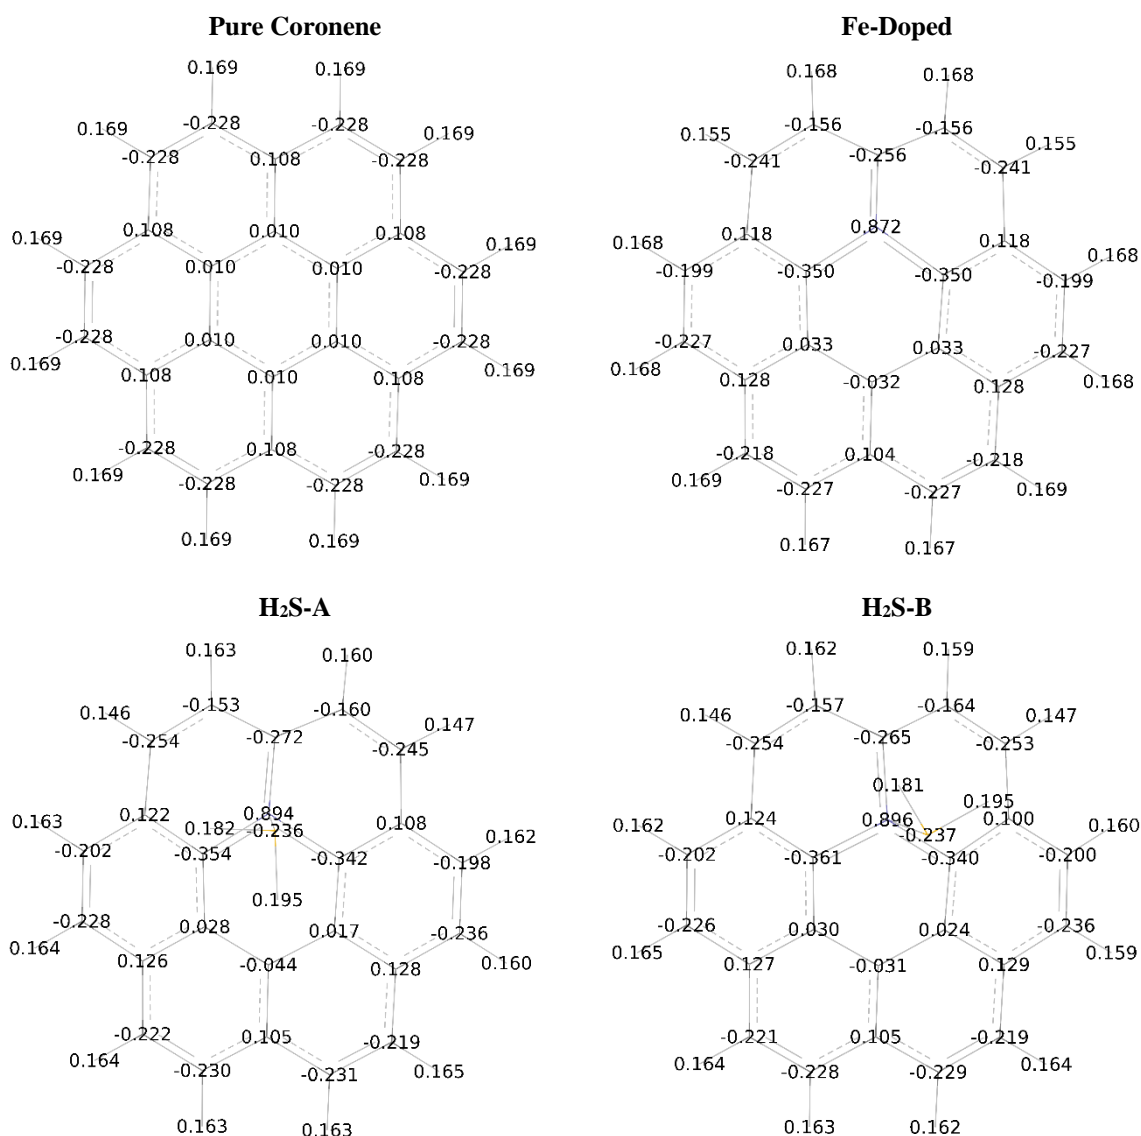 Pure Coronene Fe-Doped
0.169 0.169 0.168 0.168
0.169 -0.228 -0.228 0.169 0.155 -0.156 -0.156 0.155
-0.228 0.108 -0.228 -0.241 -0.256 -0.241
0.169 0.108 0.010 0.108 0.169 0.168 0.118 0.872 0.118 0.168
-0.228 0.010 0.010 -0.228 -0.199 -0.350 -0.350 -0.199
-0.228 0.010 0.010 -0.228 -0.227 0.033 0.033 -0.227
0.169 0.108 0.010 0.108 0.169 0.168 0.128 -0.032 0.128 0.168
-0.228 0.108 -0.228 -0.218 0.104 -0.218
0.169 -0.228 -0.228 0.169 0.169 -0.227 -0.227 0.169
0.169 0.169 0.167 0.167
H₂S-A H₂S-B
0.163 0.160 0.162 0.159
0.146 -0.153 -0.160 0.147 0.146 -0.157 -0.164 0.147
-0.254 -0.272 -0.245 -0.254 -0.265 -0.253
0.181
0.163 0.122 0.182 0.894 0.108 0.162 0.162 0.124 0.896 0.195 0.100 0.160
-0.236 -0.237
-0.202 -0.354 -0.342 -0.198 -0.202 -0.361 -0.340 -0.200
0.195
-0.228 0.028 0.017 -0.236 -0.226 0.030 0.024 -0.236
0.164 0.126 -0.044 0.128 0.160 0.165 0.127 -0.031 0.129 0.159
-0.222 0.105 -0.219 -0.221 0.105 -0.219
0.164 -0.230 -0.231 0.165 0.164 -0.228 -0.229 0.164
0.163 0.163 0.163 0.162